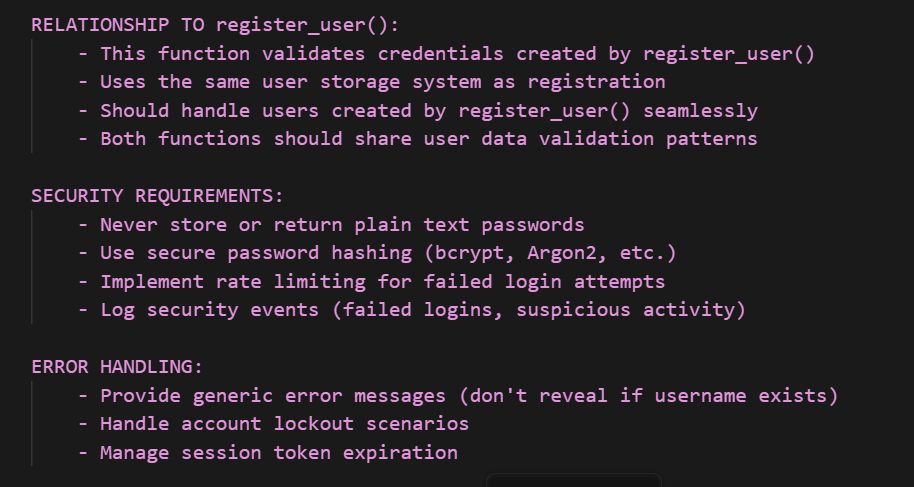 RELATIONSHIP TO register_user():
- This function validates credentials created by register_user()
- Uses the same user storage system as registration
- Should handle users created by register_user() seamlessly
- Both functions should share user data validation patterns
SECURITY REQUIREMENTS:
- Never store or return plain text passwords
- Use secure password hashing (bcrypt, Argon2, etc.)
- Implement rate limiting for failed login attempts
- Log security events (failed logins, suspicious activity)
ERROR HANDLING:
- Provide generic error messages (don't reveal if username exists)
- Handle account lockout scenarios
- Manage session token expiration